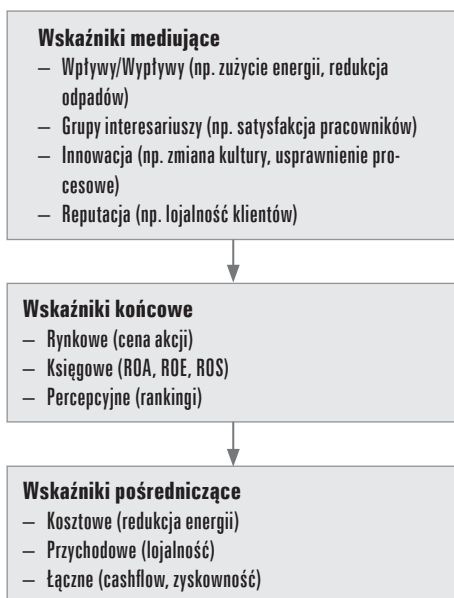 Wskaźniki mediujące
– Wpływy/Wypływy (np. zużycie energii, redukcja
odpadów)
– Grupy interesariuszy (np. satysfakcja pracowników)
– Innowacja (np. zmiana kultury, usprawnienie pro-
cesowe)
– Reputacja (np. lojalność klientów)
Wskaźniki końcowe
– Rynkowe (cena akcji)
– Księgowe (ROA, ROE, ROS)
– Percepcyjne (rankingi)
Wskaźniki pośredniczące
– Kosztowe (redukcja energii)
– Przychodowe (lojalność)
– Łączne (cashflow, zyskowność)